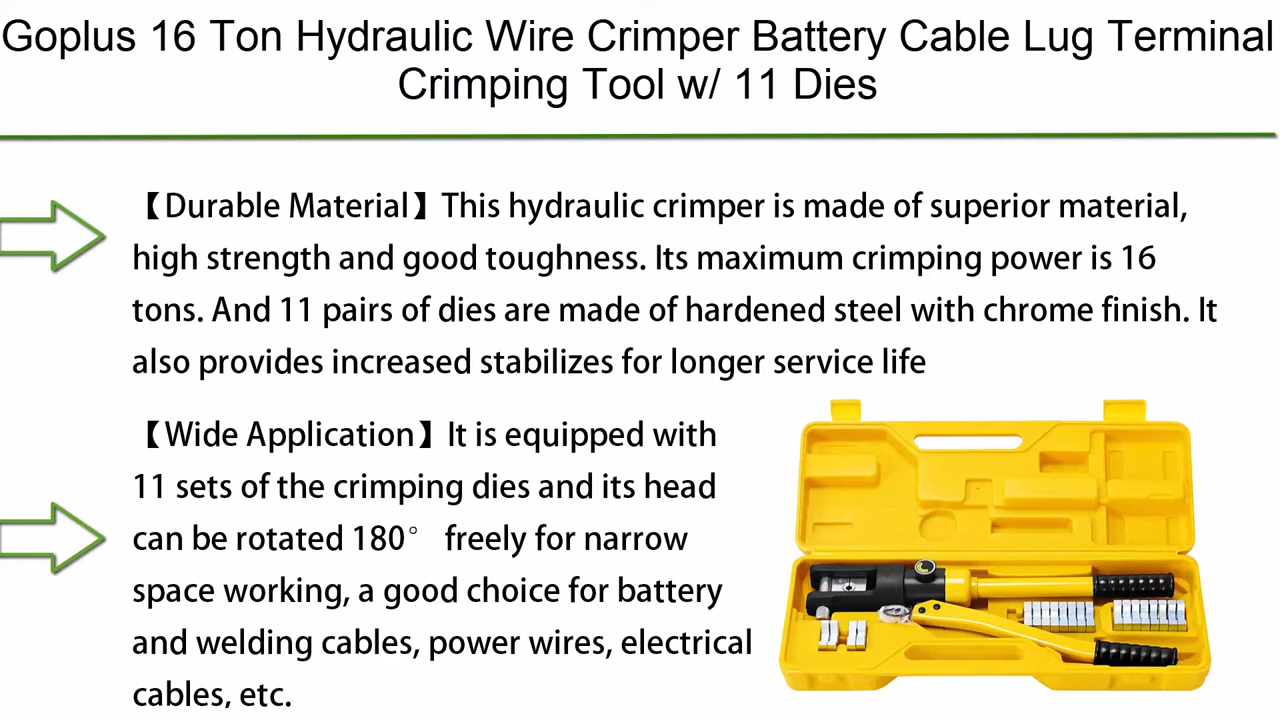 Goplus 16 Ton Hydraulic Wire Crimper Battery Cable Lug Terminal
Crimping Tool w/ 11 Dies
【Durable Material】This hydraulic crimper is made of superior material,
high strength and good toughness. Its maximum crimping power is 16
tons. And 11 pairs of dies are made of hardened steel with chrome finish. It
also provides increased stabilizes for longer service life
【Wide Application】It is equipped with
11 sets of the crimping dies and its head
can be rotated 180° freely for narrow
space working, a good choice for battery
and welding cables, power wires, electrical
cables, etc.